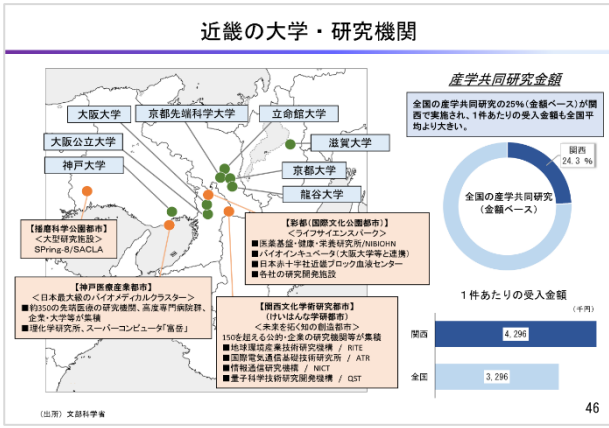 近畿の大学・研究機関
大阪大学
京都先端科学大学
立命館大学
大阪公立大学
滋賀大学
神戸大学
京都大学
龍谷大学
【播磨科学公園都市】
＜大型研究施設＞
SPring-8/SACLA
【彩都(国際文化公園都市)】
＜ライフサイエンスパーク＞
■医薬基盤・健康・栄養研究所/NIBIOHN
■バイオインキュベータ(大阪大学等と連携)
■日本赤十字社近畿ブロック血液センター
■各社の研究開発施設
【神戸医療産業都市】
＜日本最大級のバイオメディカルクラスター＞
■約350の先端医療の研究機関、高度専門病院群、
企業・大学等が集積
■理化学研究所、スーパーコンピュータ「富岳」
【関西文化学術研究都市】
(けいはんな学研都市)
＜未来を拓く知の創造都市＞
150を超える公的・企業の研究機関等が集積
■地球環境産業技術研究機構 / RITE
■国際電気通信基礎技術研究所 / ATR
■情報通信研究機構 / NICT
■量子科学技術研究開発機構 / QST
産学共同研究金額
全国の産学共同研究の25%(金額ベース)が関
西で実施され、1件あたりの受入金額も全国平
均より大きい。
関西
24.3 %
全国の産学共同研究
(金額ベース)
1件あたりの受入金額
(千円)
関西
4,296
全国
3,296
(出所) 文部科学省
46